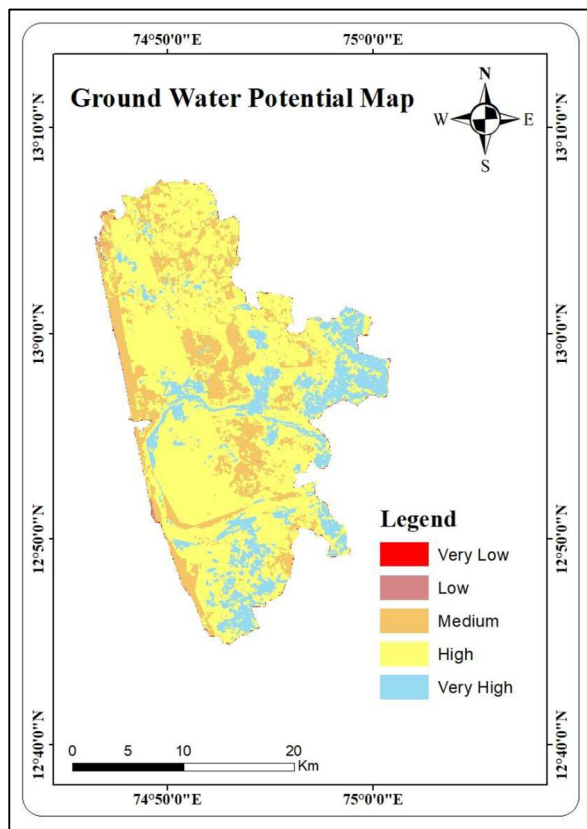 74°50'0"E 75°0'0"E
Ground Water Potential Map
N
W E
S
13°10'0"N 13°10'0"N
13°0'0"N 13°0'0"N
12°50'0"N 12°50'0"N
12°40'0"N 12°40'0"N
Legend
Very Low
Low
Medium
High
Very High
0 5 10 20
Km
74°50'0"E 75°0'0"E